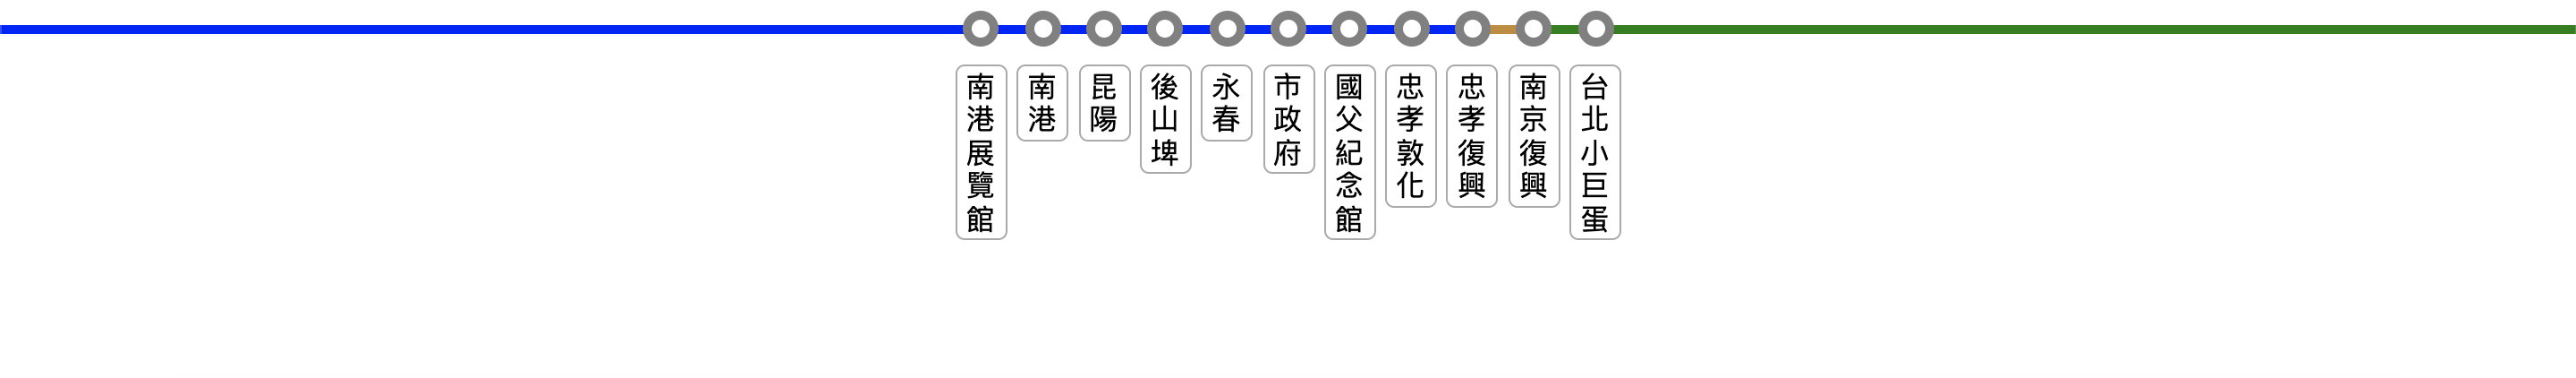 南港展覽館
南港
昆陽
後山埤
永春
市政府
國父紀念館
忠孝敦化
忠孝復興
南京復興
台北小巨蛋